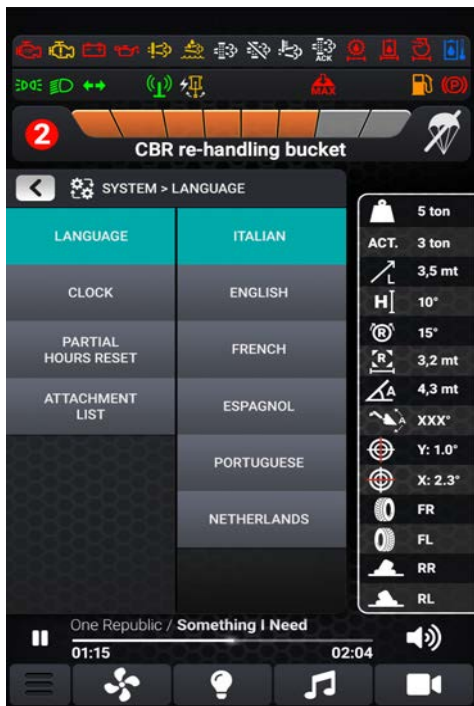 ACK
MAX
2
CBR re-handling bucket
SYSTEM > LANGUAGE
LANGUAGE
CLOCK
PARTIAL
HOURS RESET
ATTACHMENT
LIST
ITALIAN
ENGLISH
FRENCH
ESPAGNOL
PORTUGUESE
NETHERLANDS
5 ton
ACT. 3 ton
L 3,5 mt
H 10°
R 15°
R 3,2 mt
A 4,3 mt
A XXX°
Y: 1.0°
X: 2.3°
FR
FL
RR
RL
One Republic / Something I Need
01:15 02:04